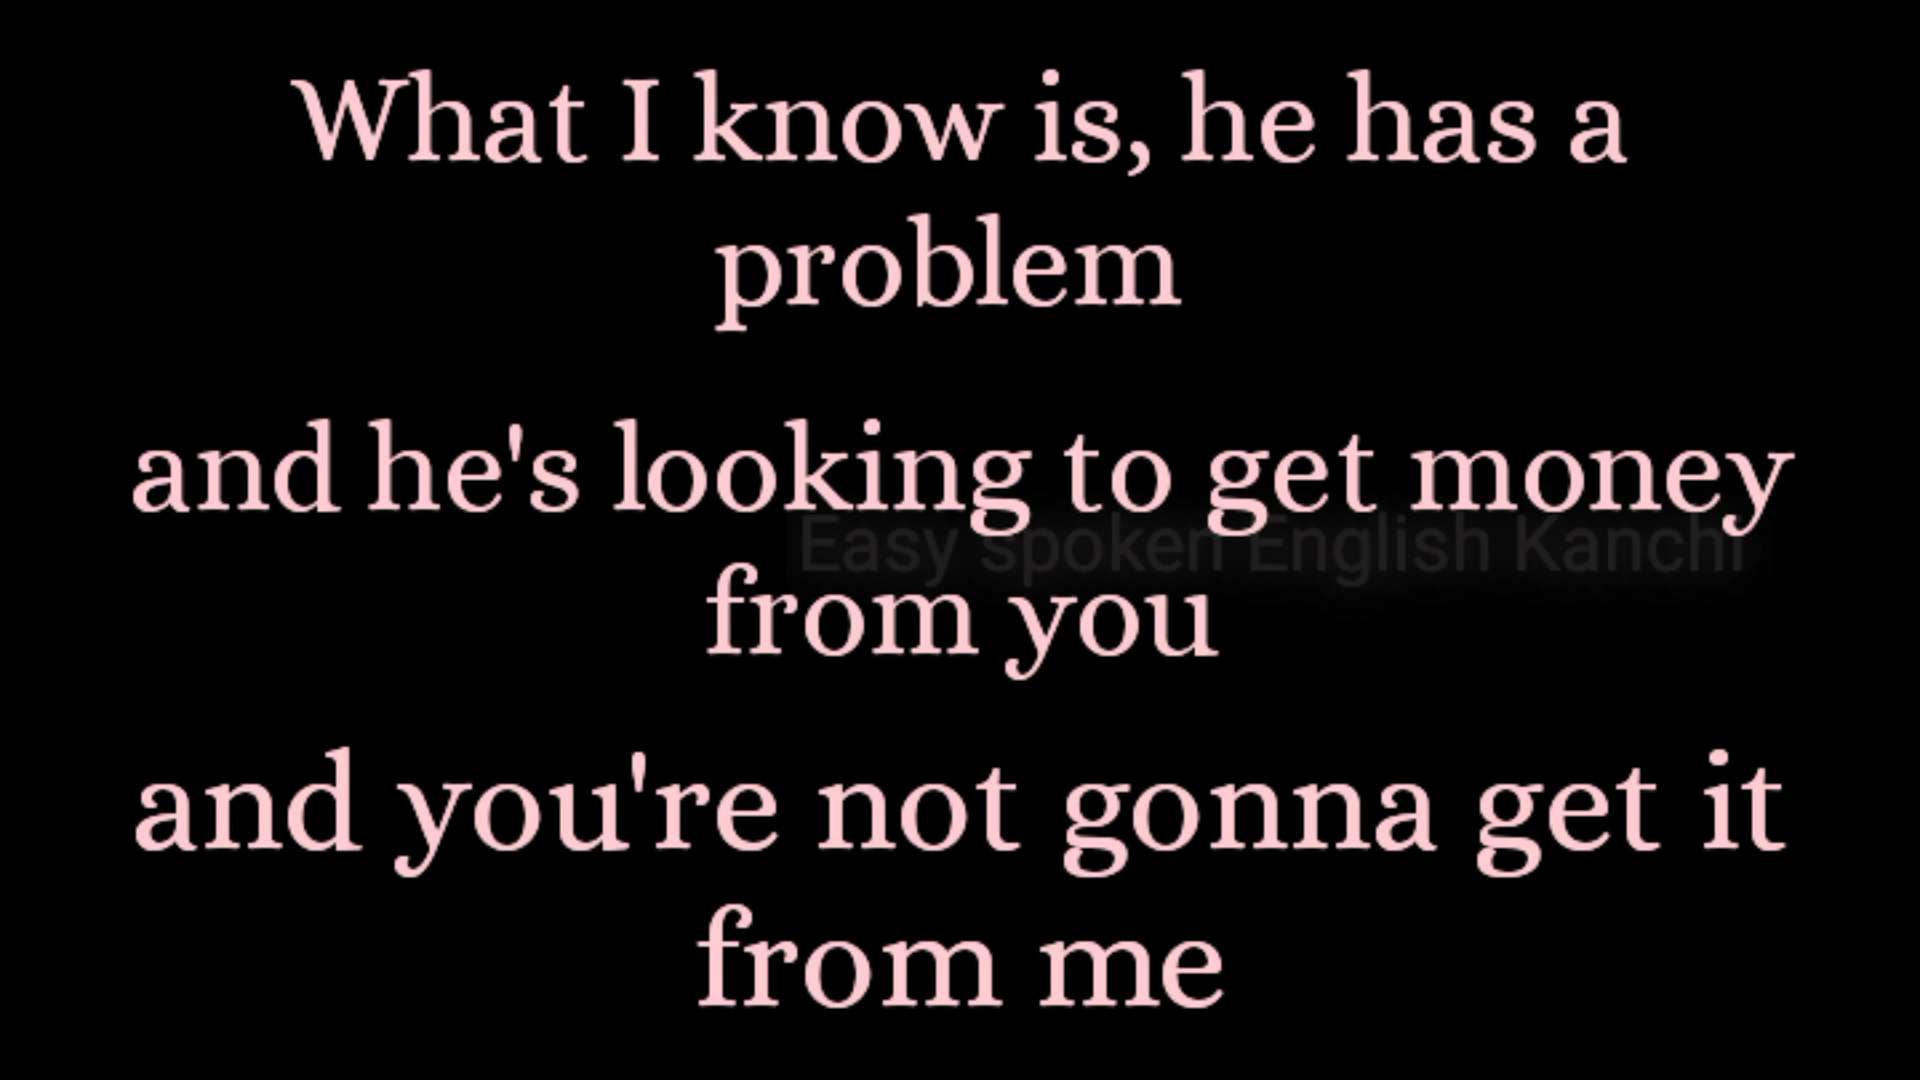 What I know is, he has a
problem
and he's looking to get money
Easy spoken English Kanchi
from you
and you're not gonna get it
from me